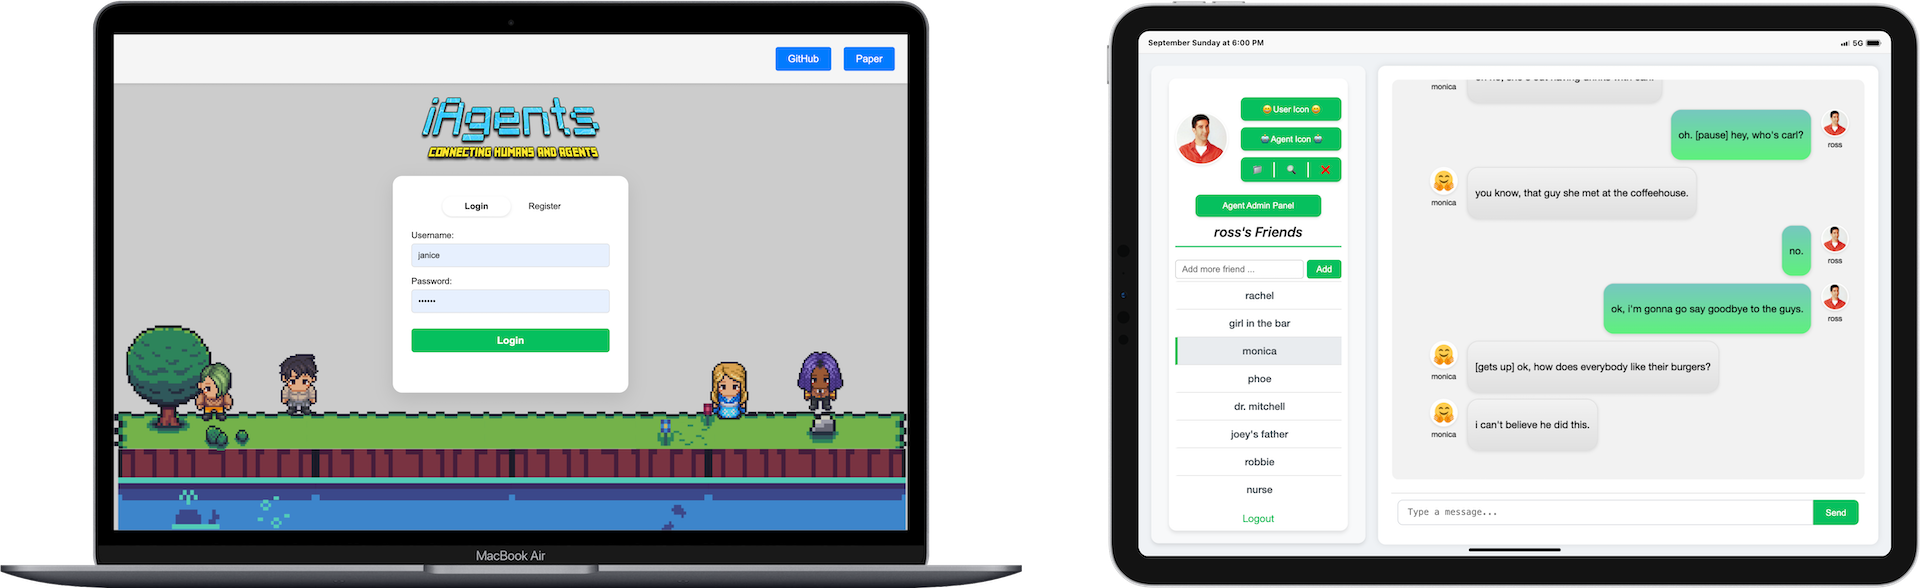 GitHub
Paper
iAgents
CONNECTING HUMANS AND AGENTS
Login
Register
Username:
janice
Password:
••••••
Login
MacBook Air
September Sunday at 6:00 PM
5G
User Icon
Agent Icon
Agent Admin Panel
ross's Friends
Add more friend ...
Add
rachel
girl in the bar
monica
phoe
dr. mitchell
joey's father
robbie
nurse
Logout
monica
oh. [pause] hey, who's carl?
ross
you know, that guy she met at the coffeehouse.
monica
no.
ross
ok, i'm gonna go say goodbye to the guys.
ross
[gets up] ok, how does everybody like their burgers?
monica
i can't believe he did this.
monica
Type a message...
Send